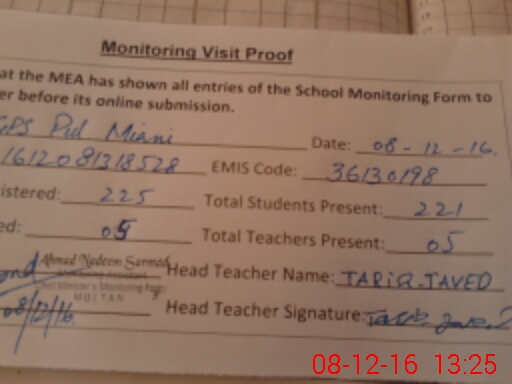 Monitoring Visit Proof
at the MEA has shown all entries of the School Monitoring Form to
er before its online submission.
GPS Pul Miani Date: 08-12-16.
1612081318528 EMIS Code: 36130198
istered: 225 Total Students Present: 221
ed: 05 Total Teachers Present: 05
Ahmed Nadeem Sarmad Head Teacher Name: TARIQ.JAVED
Monitoring
MULTAN Head Teacher Signature:
08/12/16.
08-12-16 13:25